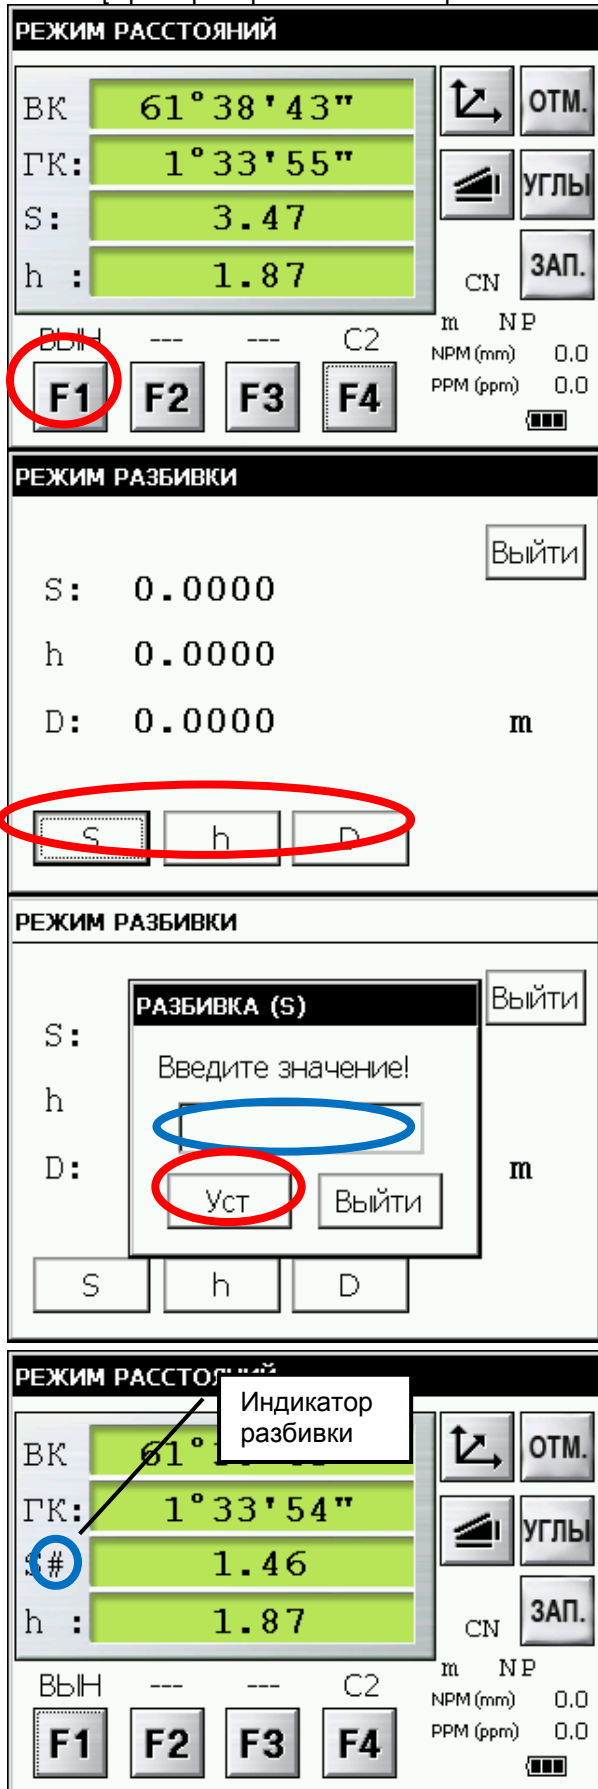 РЕЖИМ РАССТОЯНИЙ
ВК 61°38'43" ОТМ.
ГК: 1°33'55" УГЛЫ
S: 3.47
h : 1.87 CN ЗАП.
ВЫН --- --- C2 m NP
NPM (mm) 0.0
F1 F2 F3 F4 PPM (ppm) 0.0
РЕЖИМ РАЗБИВКИ
Выйти
S: 0.0000
h 0.0000
D: 0.0000 m
S h D
РЕЖИМ РАЗБИВКИ
Выйти
РАЗБИВКА (S)
S:
Введите значение!
h
D: m
Уст Выйти
S h D
РЕЖИМ
Индикатор
разбивки
ВК ОТМ.
ГК: 1°33'54" УГЛЫ
S# 1.46
h : 1.87 CN ЗАП.
ВЫН --- --- C2 m NP
NPM (mm) 0.0
F1 F2 F3 F4 PPM (ppm) 0.0